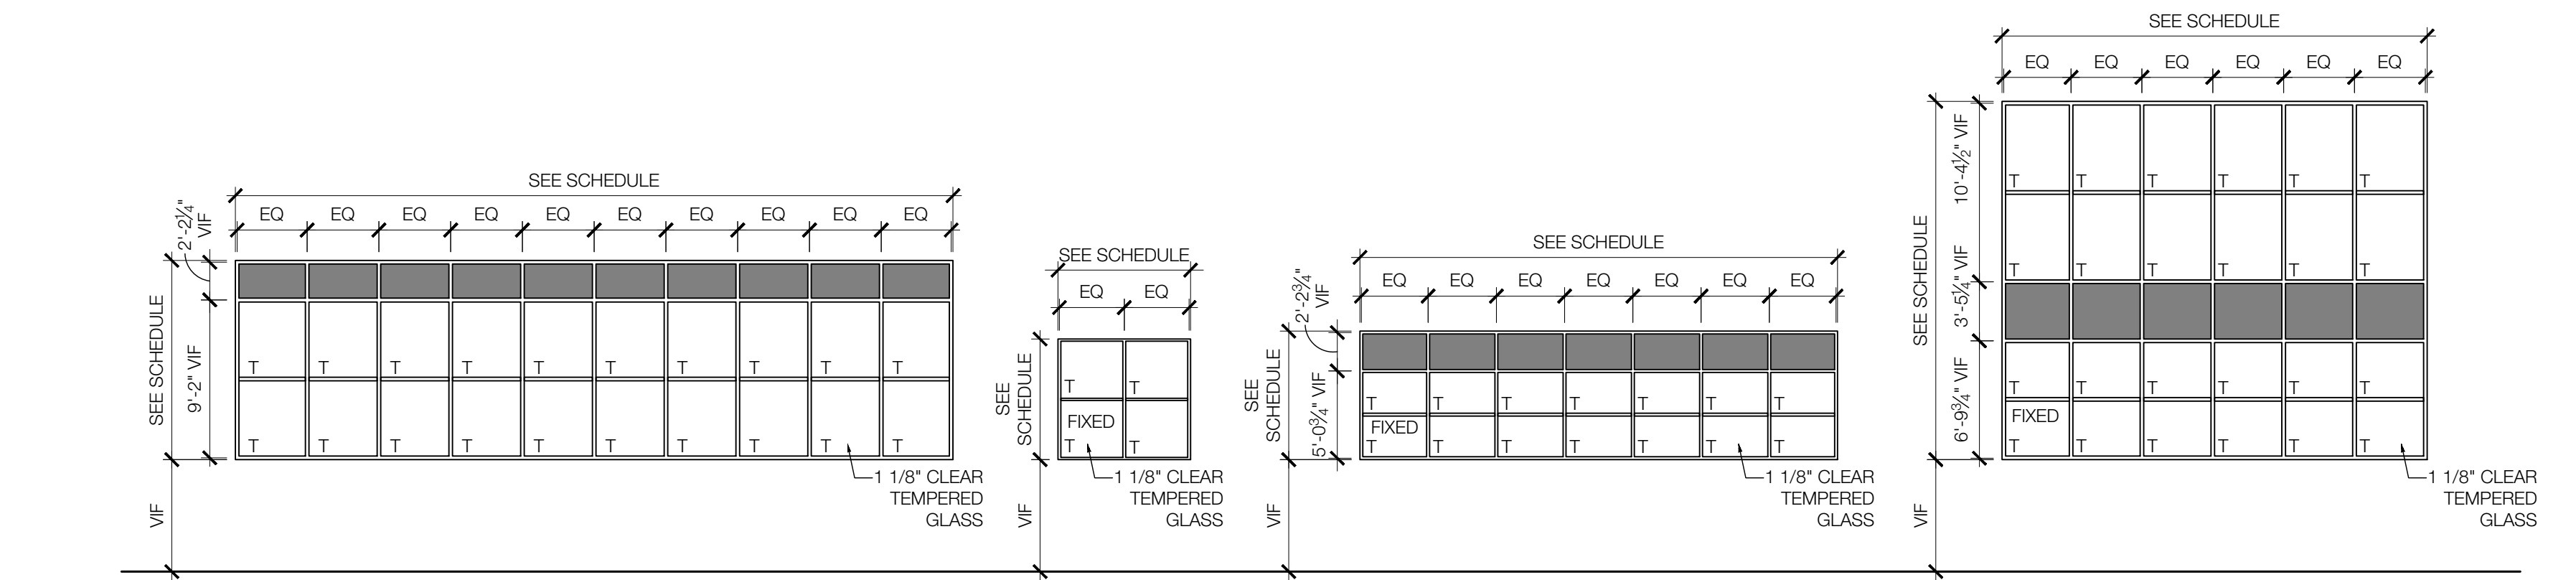 SEE SCHEDULE
EQ EQ EQ EQ EQ EQ EQ EQ EQ EQ
2'-2¼"
VIF
SEE SCHEDULE
9'-2" VIF
T T T T T T T T T T
T T T T T T T T T T
1 1/8" CLEAR
TEMPERED
GLASS
VIF
SEE SCHEDULE
EQ EQ
SEE
SCHEDULE
T T
FIXED
T T
1 1/8" CLEAR
TEMPERED
GLASS
VIF
SEE SCHEDULE
EQ EQ EQ EQ EQ EQ EQ
2'-2¾"
VIF
SEE
SCHEDULE
5'-0¾" VIF
T T T T T T T
FIXED
T T T T T T T
1 1/8" CLEAR
TEMPERED
GLASS
VIF
SEE SCHEDULE
EQ EQ EQ EQ EQ EQ
SEE SCHEDULE
10'-4½" VIF
3'-5¼" VIF
6'-9¾" VIF
T T T T T T
T T T T T T
T T T T T T
FIXED
T T T T T T
1 1/8" CLEAR
TEMPERED
GLASS
VIF